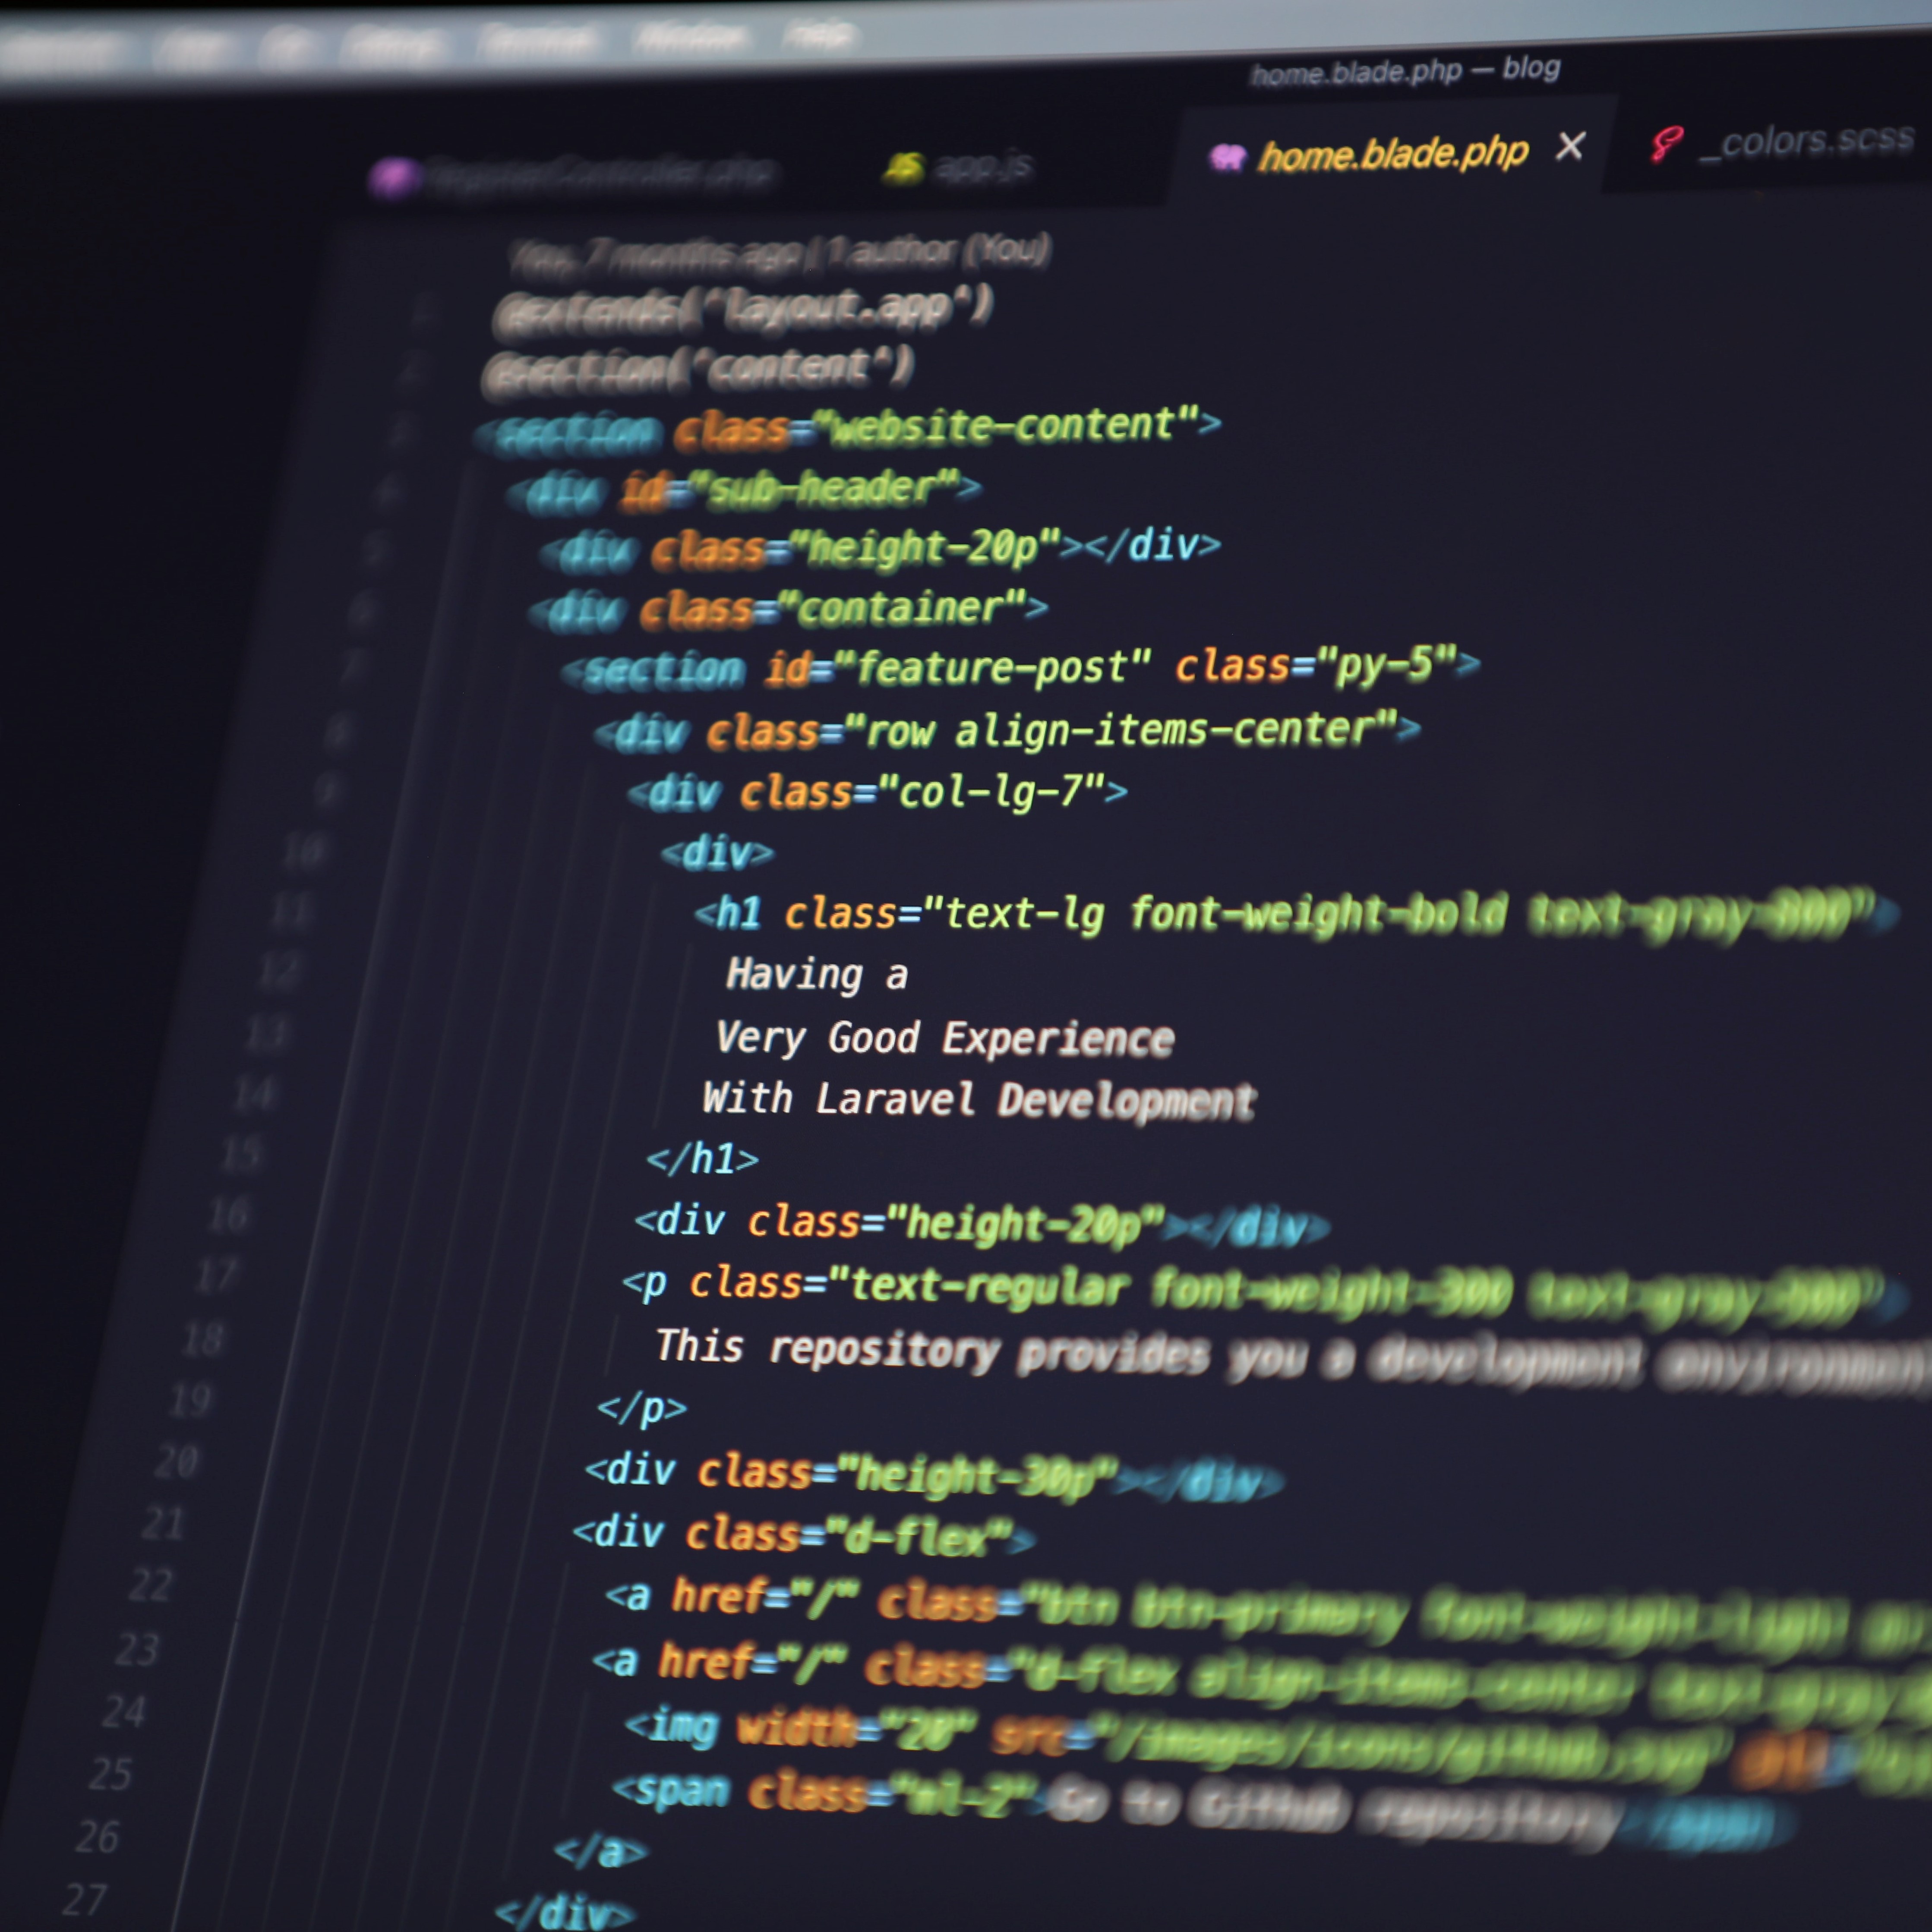 Terminal Window Help
home.blade.php — blog
RegisterController.php app.js home.blade.php _colors.scss
You, 7 months ago | 1 author (You)
1 @extends('layout.app')
2 @section('content')
3 <section class="website-content">
4 <div id="sub-header">
5 <div class="height-20p"></div>
6 <div class="container">
7 <section id="feature-post" class="py-5">
8 <div class="row align-items-center">
9 <div class="col-lg-7">
10 <div>
11 <h1 class="text-lg font-weight-bold text-gray-800">
12 Having a
13 Very Good Experience
14 With Laravel Development
15 </h1>
16 <div class="height-20p"></div>
17 <p class="text-regular font-weight-300 text-gray-500">
18 This repository provides you a development environment
19 </p>
20 <div class="height-30p"></div>
21 <div class="d-flex">
22 <a href="/" class="btn btn-primary font-weight-light
23 <a href="/" class="d-flex align-items-center text-gray
24 <img width="20" src="/images/icons/github.svg" alt=
25 <span class="ml-2">Go to Github repository</span>
26 </a>
27 </div>